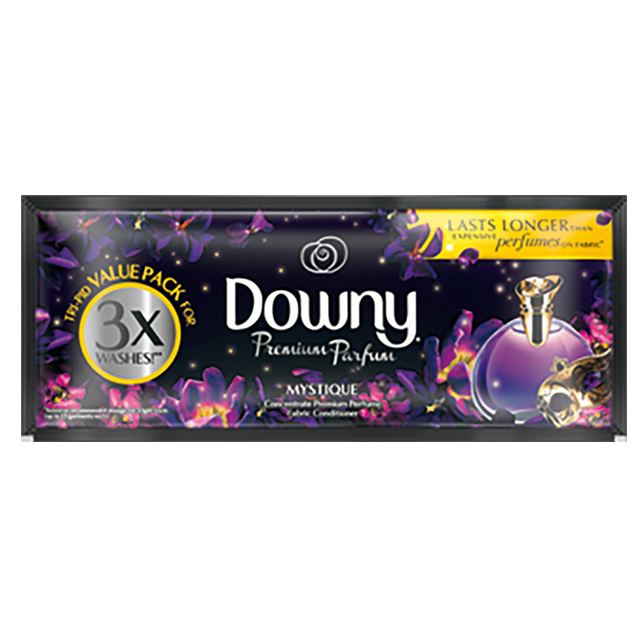 TRI-PID VALUE PACK FOR
3X
WASHES!**
Downy
Premium Parfum
MYSTIQUE
Concentrate Premium Perfume
Fabric Conditioner
LASTS LONGER THAN
EXPENSIVE perfumes ON FABRIC*